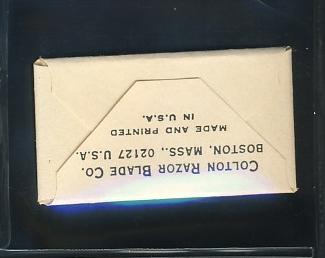 COLTON RAZOR BLADE CO.
BOSTON, MASS., 02127 U.S.A.
MADE AND PRINTED
IN U.S.A.